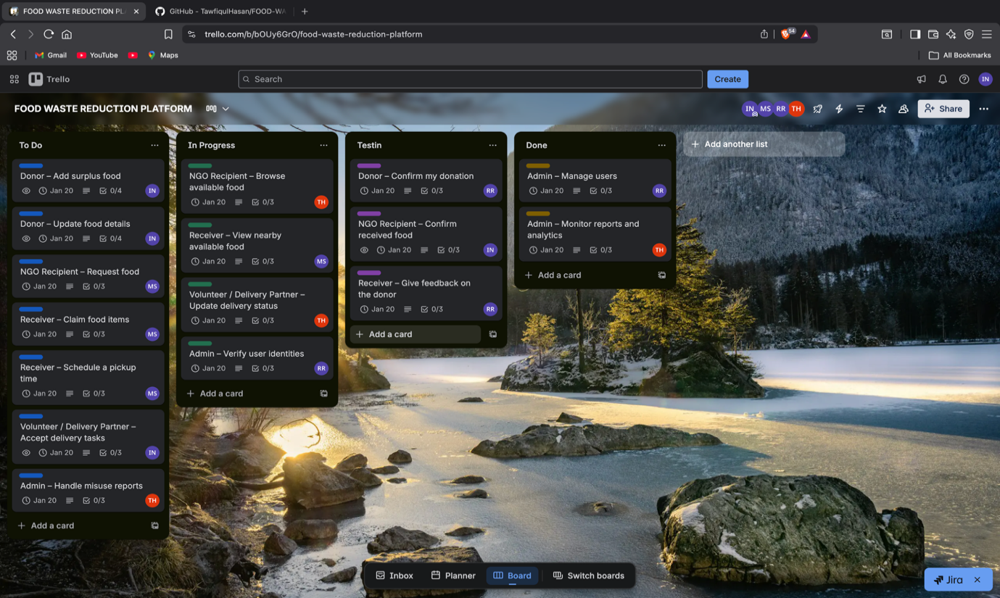 FOOD WASTE REDUCTION PL
GitHub - TawfiqulHasan/FOOD-WA
trello.com/b/bOUy6GrO/food-waste-reduction-platform
54
Gmail
YouTube
Maps
All Bookmarks
Trello
Search
Create
IN
FOOD WASTE REDUCTION PLATFORM
IN
MS
RR
TH
Share
To Do
Donor – Add surplus food
Jan 20
0/4
IN
Donor – Update food details
Jan 20
0/4
IN
NGO Recipient – Request food
Jan 20
0/3
MS
Receiver – Claim food items
Jan 20
0/3
MS
Receiver – Schedule a pickup
time
Jan 20
0/3
MS
Volunteer / Delivery Partner –
Accept delivery tasks
Jan 20
0/3
IN
Admin – Handle misuse reports
Jan 20
0/3
TH
Add a card
In Progress
NGO Recipient – Browse
available food
Jan 20
0/3
TH
Receiver – View nearby
available food
Jan 20
0/3
MS
Volunteer / Delivery Partner –
Update delivery status
Jan 20
0/3
TH
Admin – Verify user identities
Jan 20
0/3
RR
Add a card
Testin
Donor – Confirm my donation
Jan 20
0/3
RR
NGO Recipient – Confirm
received food
Jan 20
0/3
IN
Receiver – Give feedback on
the donor
Jan 20
0/3
RR
Add a card
Done
Admin – Manage users
Jan 20
0/3
RR
Admin – Monitor reports and
analytics
Jan 20
0/3
TH
Add a card
Add another list
Inbox
Planner
Board
Switch boards
Jira